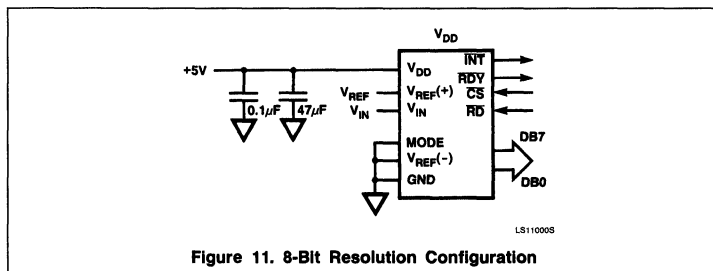 VDD
+5V
VDD
INT
RDY
VREF
VREF(+)
CS
VIN
VIN
RD
0.1μF
47μF
MODE
DB7
VREF(-)
GND
DB0
LS11000S
Figure 11. 8-Bit Resolution Configuration